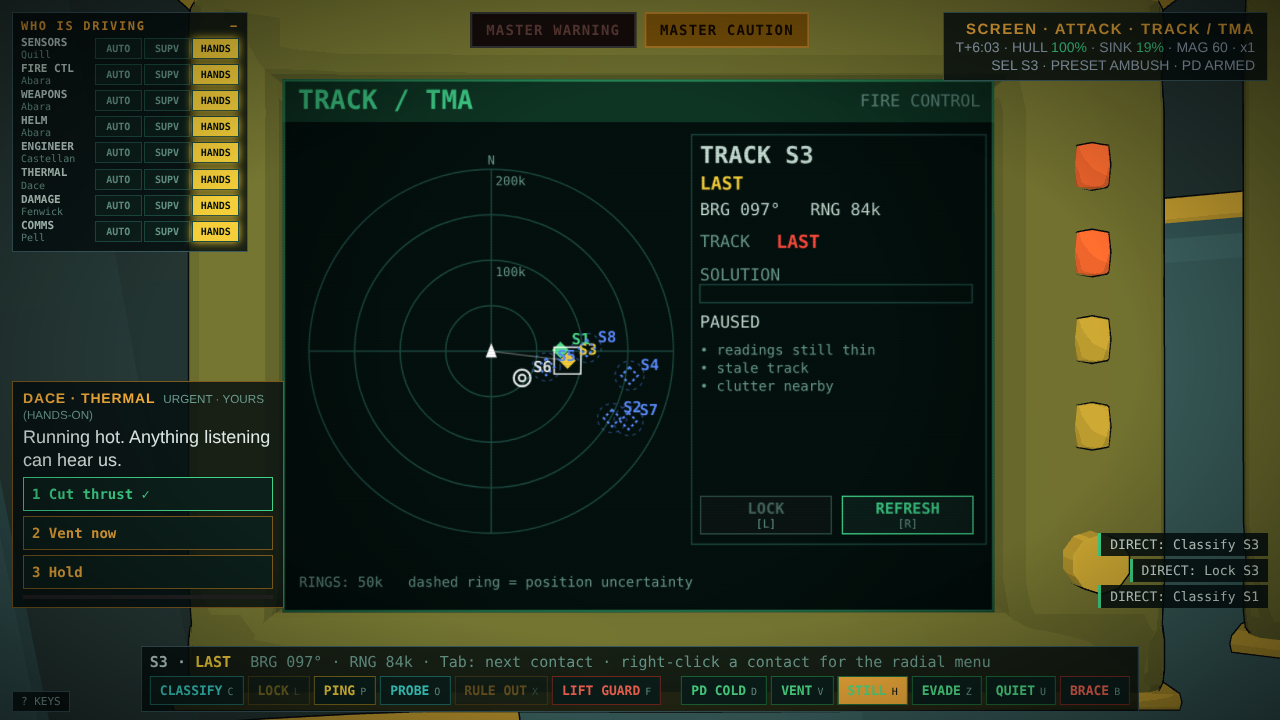 WHO IS DRIVING –
SENSORS AUTO SUPV HANDS
Quill
FIRE CTL AUTO SUPV HANDS
Abara
WEAPONS AUTO SUPV HANDS
Abara
HELM AUTO SUPV HANDS
Abara
ENGINEER AUTO SUPV HANDS
Castellan
THERMAL AUTO SUPV HANDS
Dace
DAMAGE AUTO SUPV HANDS
Fenwick
COMMS AUTO SUPV HANDS
Pell
MASTER WARNING MASTER CAUTION
SCREEN · ATTACK · TRACK / TMA
T+6:03 · HULL 100% · SINK 19% · MAG 60 · x1
SEL S3 · PRESET AMBUSH · PD ARMED
TRACK / TMA FIRE CONTROL
N
200k
100k
S1 S8
S3
S6 S4
S2 S7
RINGS: 50k dashed ring = position uncertainty
TRACK S3
LAST
BRG 097° RNG 84k
TRACK LAST
SOLUTION
PAUSED
• readings still thin
• stale track
• clutter nearby
LOCK REFRESH
[L] [R]
DACE · THERMAL URGENT · YOURS
(HANDS-ON)
Running hot. Anything listening
can hear us.
1 Cut thrust ✓
2 Vent now
3 Hold
DIRECT: Classify S3
DIRECT: Lock S3
DIRECT: Classify S1
S3 · LAST BRG 097° · RNG 84k · Tab: next contact · right-click a contact for the radial menu
CLASSIFY C LOCK L PING P PROBE O RULE OUT X LIFT GUARD F PD COLD D VENT V STILL H EVADE Z QUIET U BRACE B
? KEYS